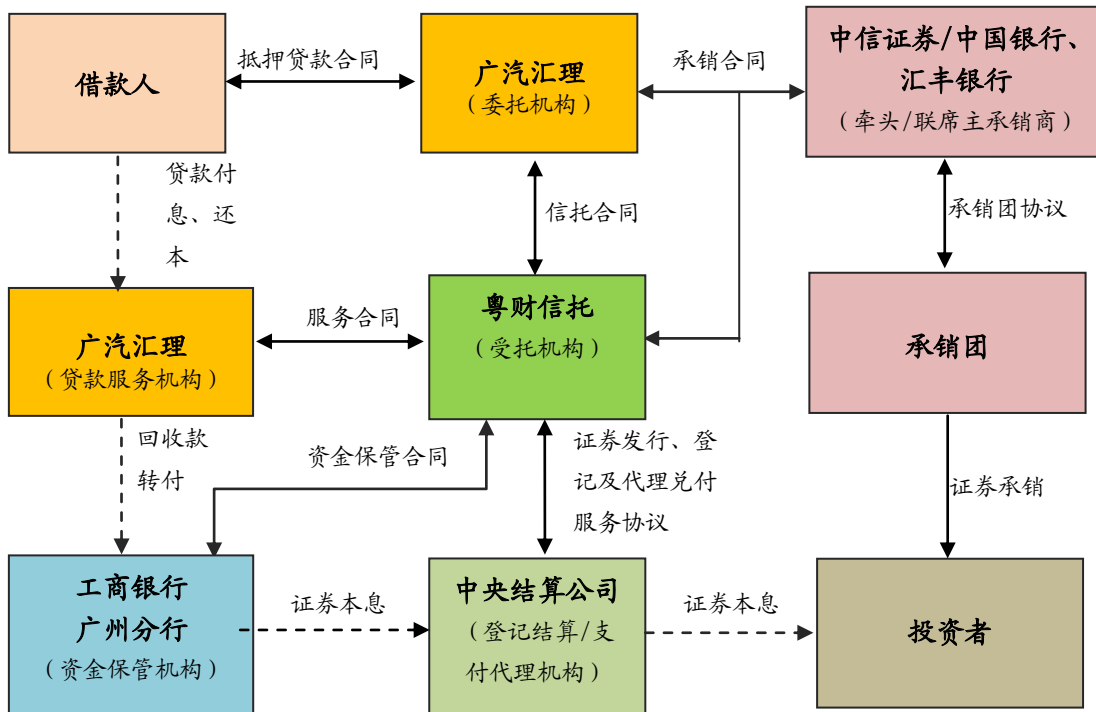 借款人
抵押贷款合同
广汽汇理
（委托机构）
承销合同
中信证券/中国银行、
汇丰银行
（牵头/联席主承销商）
贷款付
息、还
本
信托合同
承销团协议
广汽汇理
（贷款服务机构）
服务合同
粤财信托
（受托机构）
承销团
回收款
转付
资金保管合同
证券发行、登
记及代理兑付
服务协议
证券承销
工商银行
广州分行
（资金保管机构）
证券本息
中央结算公司
（登记结算/支
付代理机构）
证券本息
投资者